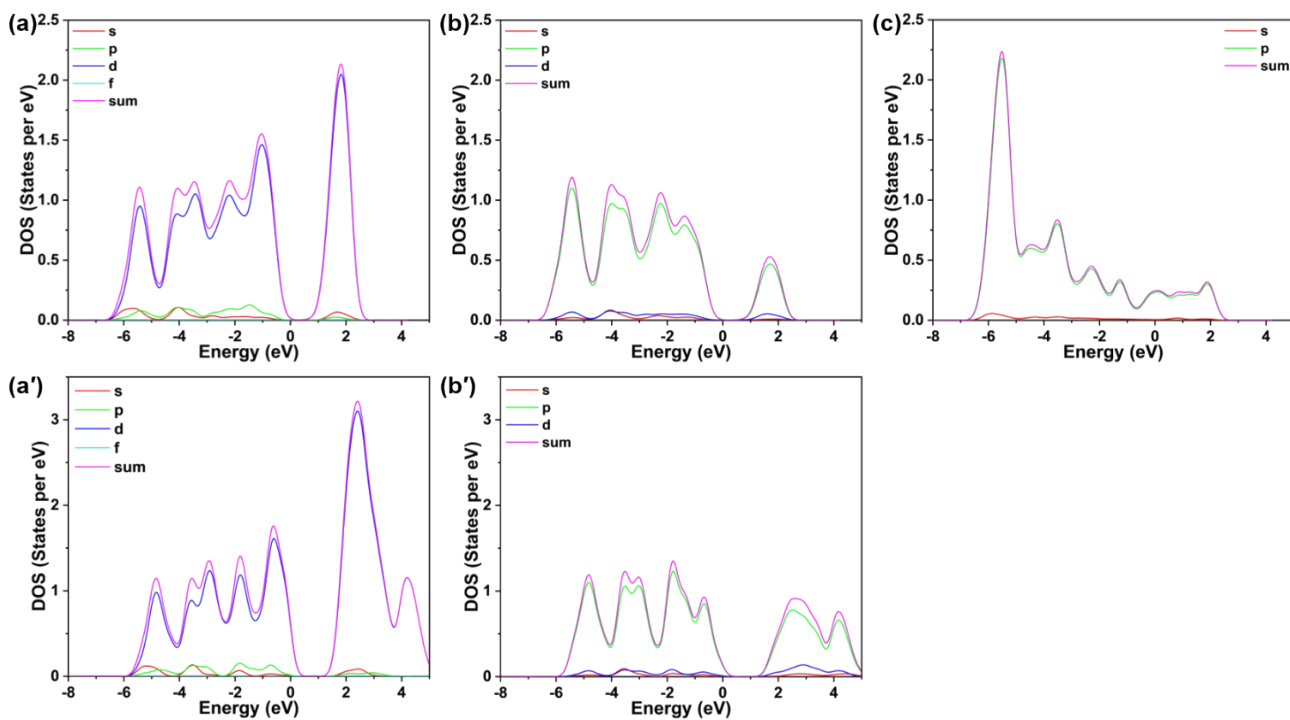 (a)
s
p
d
f
sum
DOS (States per eV)
2.5
2.0
1.5
1.0
0.5
0.0
-8 -6 -4 -2 0 2 4
Energy (eV)
(b)
s
p
d
sum
DOS (States per eV)
2.5
2.0
1.5
1.0
0.5
0.0
-8 -6 -4 -2 0 2 4
Energy (eV)
(c)
s
p
sum
DOS (States per eV)
2.5
2.0
1.5
1.0
0.5
0.0
-8 -6 -4 -2 0 2 4
Energy (eV)
(a')
s
p
d
f
sum
DOS (States per eV)
3
2
1
0
-8 -6 -4 -2 0 2 4
Energy (eV)
(b')
s
p
d
sum
DOS (States per eV)
3
2
1
0
-8 -6 -4 -2 0 2 4
Energy (eV)